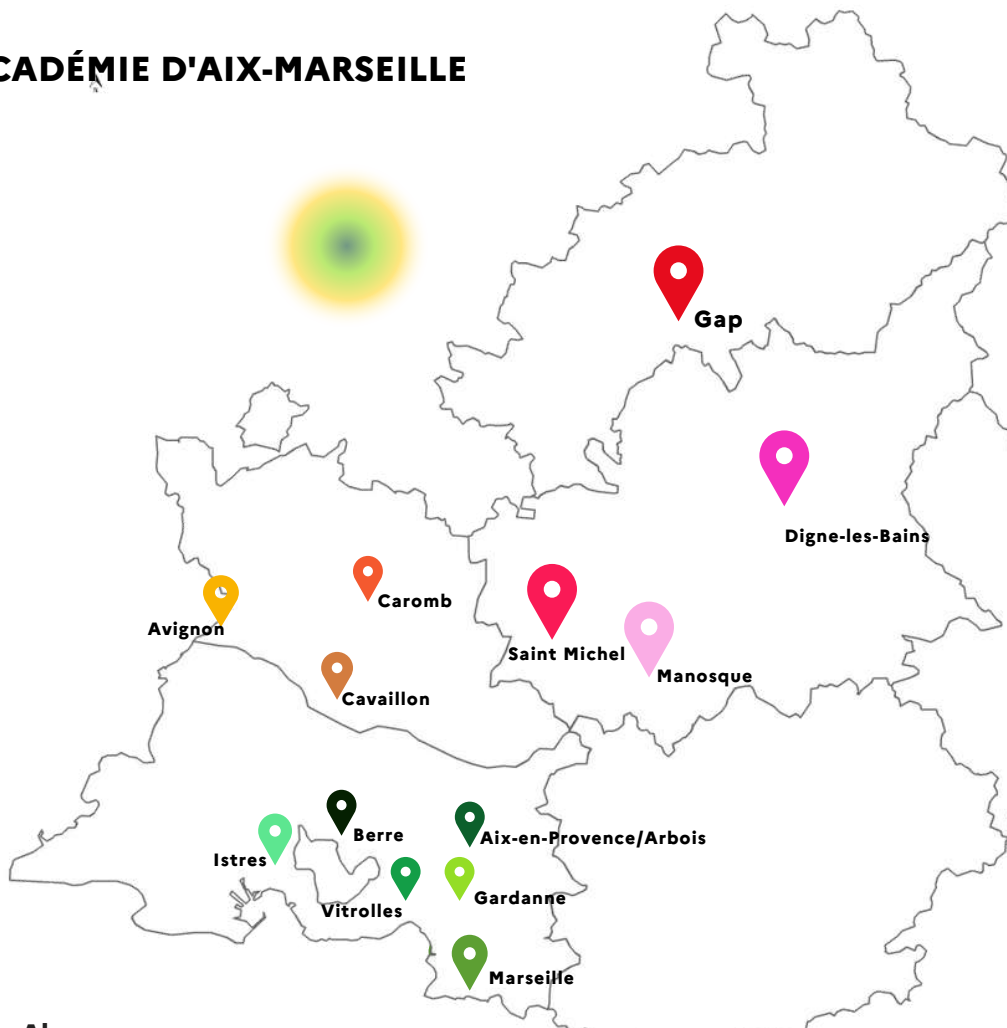 CADÉMIE D'AIX-MARSEILLE
Gap
Digne-les-Bains
Caromb
Avignon
Saint Michel
Manosque
Cavaillon
Berre
Aix-en-Provence/Arbois
Istres
Gardanne
Vitrolles
Marseille